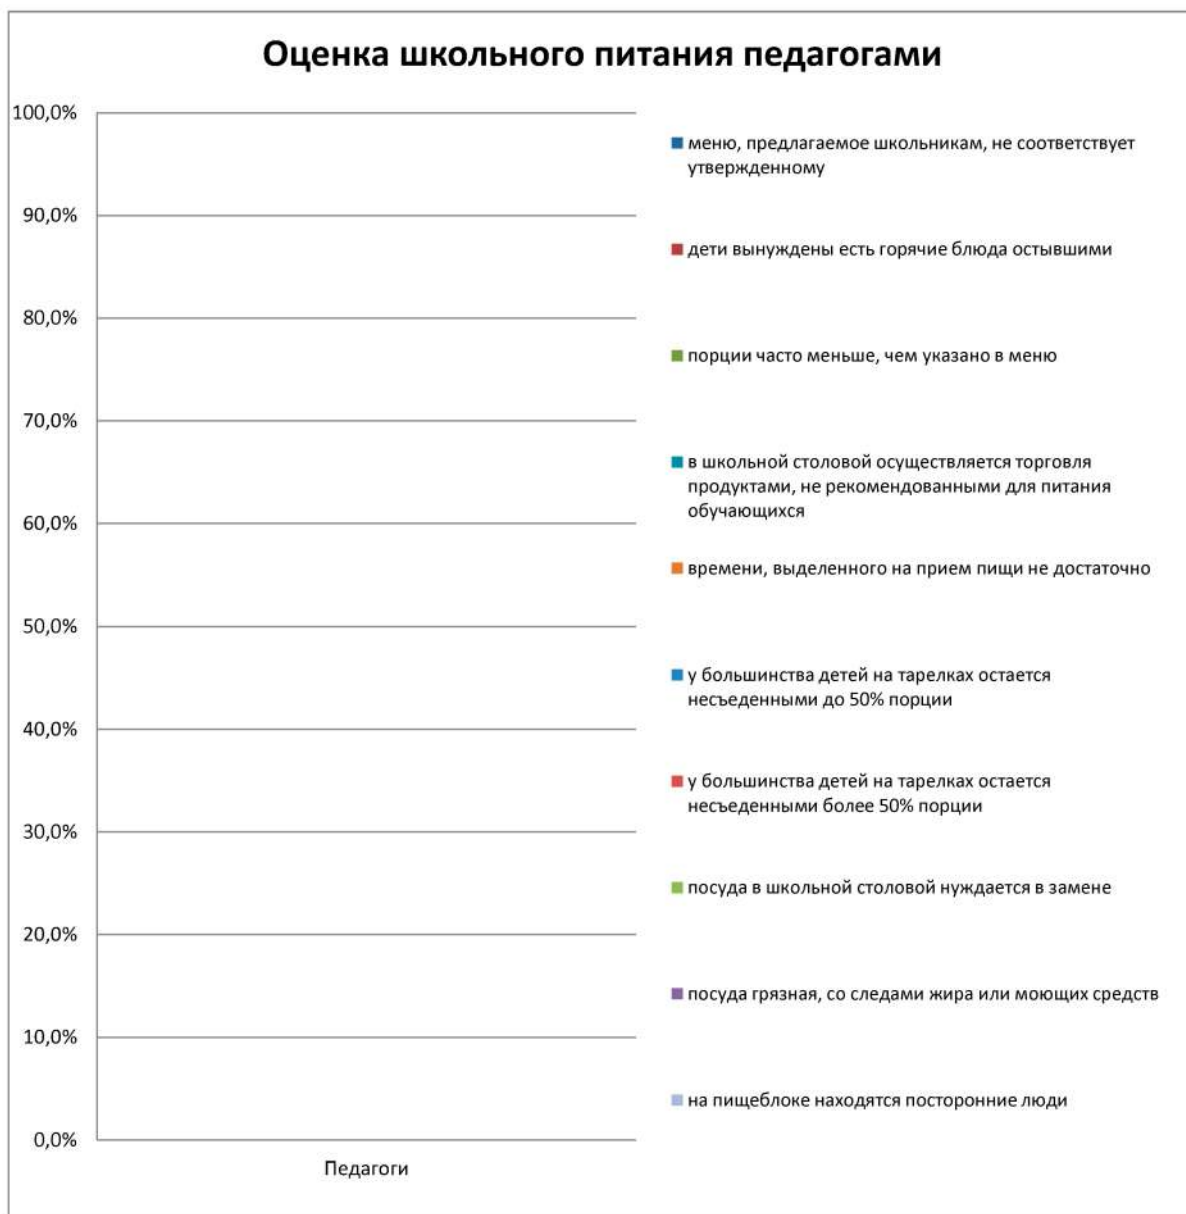 Оценка школьного питания педагогами
100,0%
90,0%
80,0%
70,0%
60,0%
50,0%
40,0%
30,0%
20,0%
10,0%
0,0%
Педагоги
меню, предлагаемое школьникам, не соответствует
утвержденному
дети вынуждены есть горячие блюда остывшими
порции часто меньше, чем указано в меню
в школьной столовой осуществляется торговля
продуктами, не рекомендованными для питания
обучающихся
времени, выделенного на прием пищи не достаточно
у большинства детей на тарелках остается
несъеденными до 50% порции
у большинства детей на тарелках остается
несъеденными более 50% порции
посуда в школьной столовой нуждается в замене
посуда грязная, со следами жира или моющих средств
на пищеблоке находятся посторонние люди